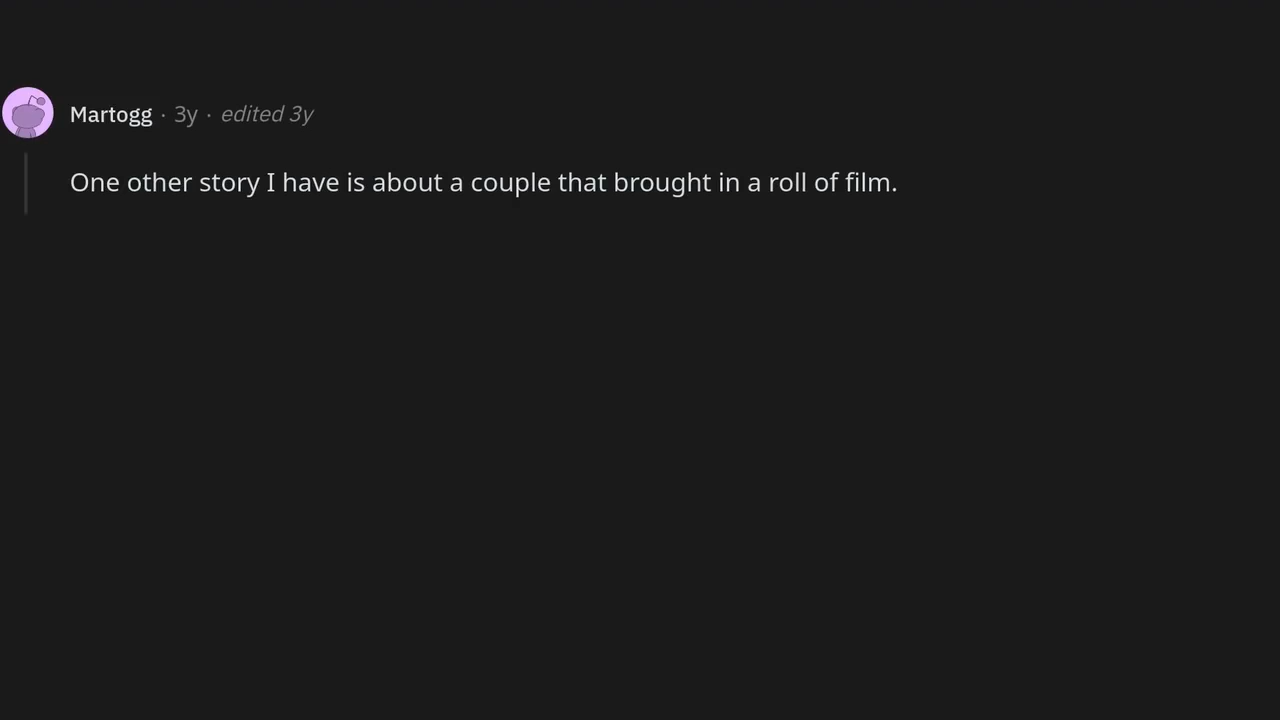 Martogg · 3y · edited 3y
One other story I have is about a couple that brought in a roll of film.